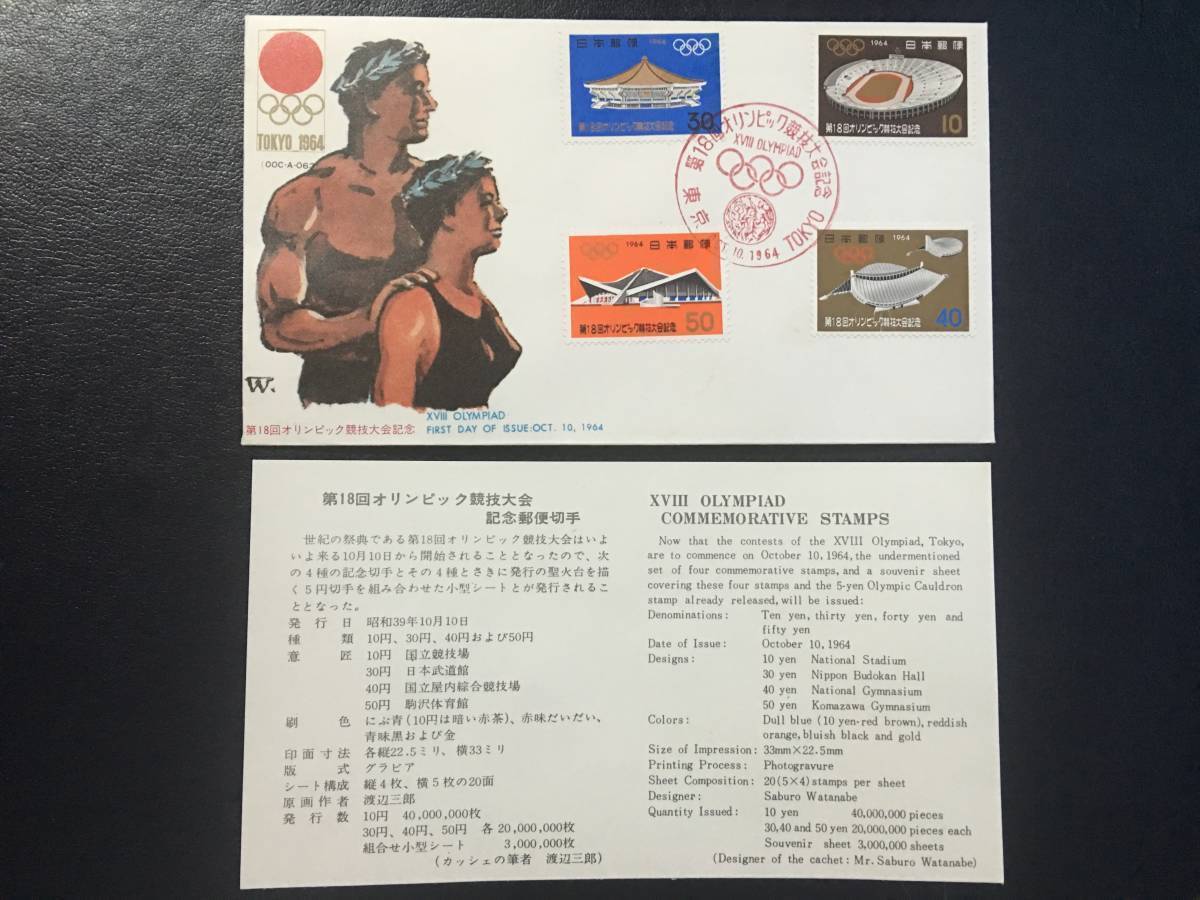 TOKYO 1964
(OOC-A-062
W.
第18回オリンピック競技大会記念
XVIII OLYMPIAD
FIRST DAY OF ISSUE:OCT. 10, 1964
日本郵便 1964
30
1964 日本郵便
第18回オリンピック競技大会記念
10
1964 日本郵便
第18回オリンピック競技大会記念
50
日本郵便 1964
第18回オリンピック競技大会記念
40
第18回オリンピック競技大会記念
XVIII OLYMPIAD
東京
10. 1964
TOKYO
第18回オリンピック競技大会
記念郵便切手
世紀の祭典である第18回オリンピック競技大会はいよ
いよ来る10月10日から開始されることとなったので、次
の4種の記念切手とその4種とさきに発行の聖火台を描
く5円切手を組み合わせた小型シートとが発行されるこ
ととなった。
発行日 昭和39年10月10日
種類 10円、30円、40円および50円
意匠 10円 国立競技場
30円 日本武道館
40円 国立屋内綜合競技場
50円 駒沢体育館
刷色 にぶ青(10円は暗い赤茶)、赤味だいだい、
青味黒および金
印面寸法 各縦22.5ミリ、横33ミリ
版式 グラビア
シート構成 縦4枚、横5枚の20面
原画作者 渡辺三郎
発行数 10円 40,000,000枚
30円、40円、50円 各20,000,000枚
組合せ小型シート 3,000,000枚
(カッシェの筆者 渡辺三郎)
XVIII OLYMPIAD
COMMEMORATIVE STAMPS
Now that the contests of the XVIII Olympiad, Tokyo,
are to commence on October 10, 1964, the undermentioned
set of four commemorative stamps, and a souvenir sheet
covering these four stamps and the 5-yen Olympic Cauldron
stamp already released, will be issued:
Denominations: Ten yen, thirty yen, forty yen and
fifty yen
Date of Issue: October 10, 1964
Designs: 10 yen National Stadium
30 yen Nippon Budokan Hall
40 yen National Gymnasium
50 yen Komazawa Gymnasium
Colors: Dull blue (10 yen-red brown), reddish
orange, bluish black and gold
Size of Impression: 33mm×22.5mm
Printing Process: Photogravure
Sheet Composition: 20(5×4) stamps per sheet
Designer: Saburo Watanabe
Quantity Issued: 10 yen 40,000,000 pieces
30,40 and 50 yen 20,000,000 pieces each
Souvenir sheet 3,000,000 sheets
(Designer of the cachet: Mr. Saburo Watanabe)